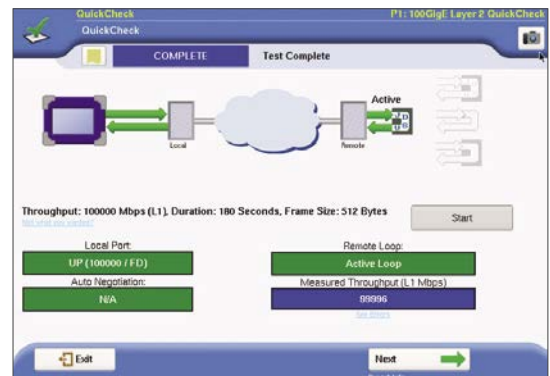 QuickCheck
P1: 100GigE Layer 2 QuickCheck
QuickCheck
COMPLETE
Test Complete
Active
Local
Remote
Throughput: 100000 Mbps (L1), Duration: 180 Seconds, Frame Size: 512 Bytes
Start
Local Port:
Remote Loop:
UP (100000 / FD)
Active Loop
Auto Negotiation:
Measured Throughput (L1 Mbps)
N/A
99996
Exit
Next